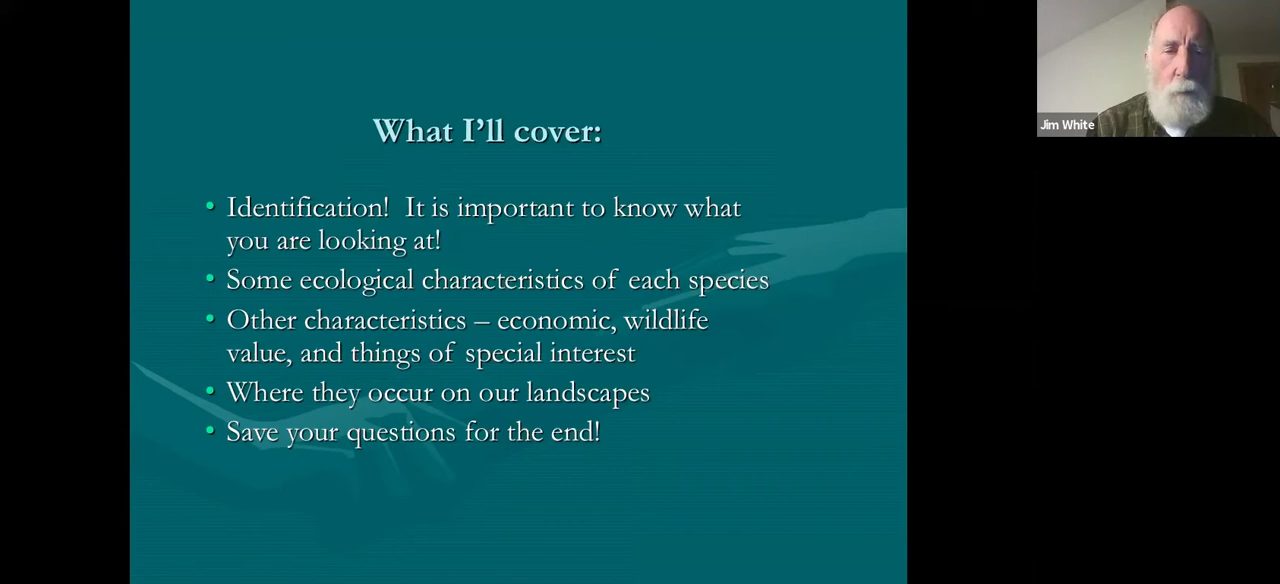 What I’ll cover:
• Identification!  It is important to know what
you are looking at!
• Some ecological characteristics of each species
• Other characteristics – economic, wildlife
value, and things of special interest
• Where they occur on our landscapes
• Save your questions for the end!
Jim White